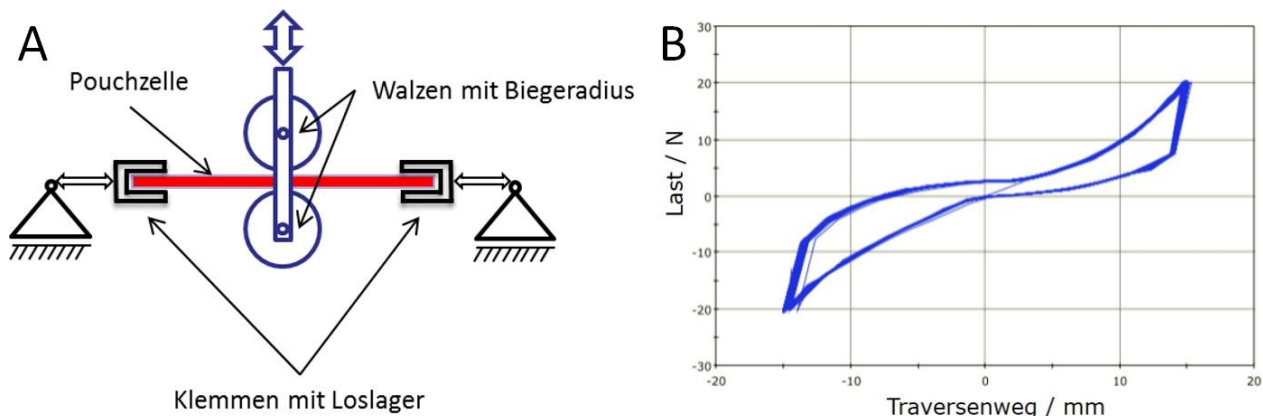 A
Pouchzelle
Walzen mit Biegeradius
Klemmen mit Loslager
B
Last / N
30
20
10
0
-10
-20
-30
-20
-10
0
10
20
Traversenweg / mm